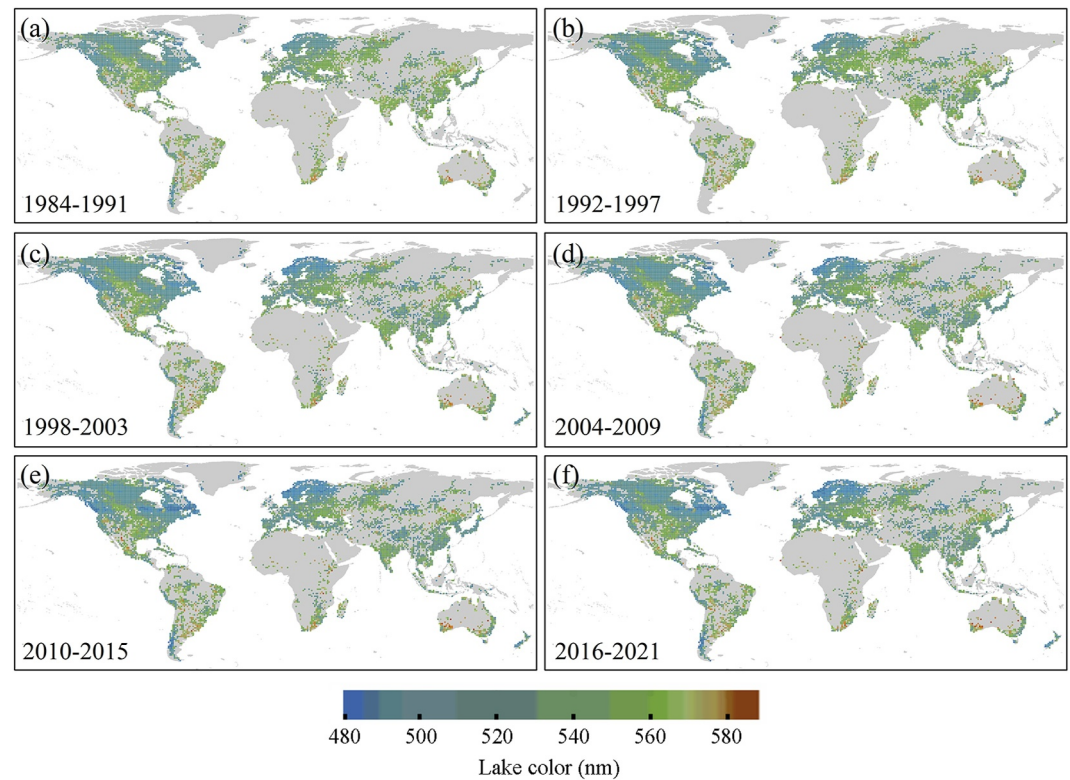 (a)
1984-1991
(b)
1992-1997
(c)
1998-2003
(d)
2004-2009
(e)
2010-2015
(f)
2016-2021
480 500 520 540 560 580
Lake color (nm)